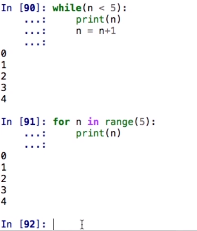 In [90]: while(n < 5):
    ...:     print(n)
    ...:     n = n+1
    ...:
0
1
2
3
4
In [91]: for n in range(5):
    ...:     print(n)
    ...:
0
1
2
3
4
In [92]: